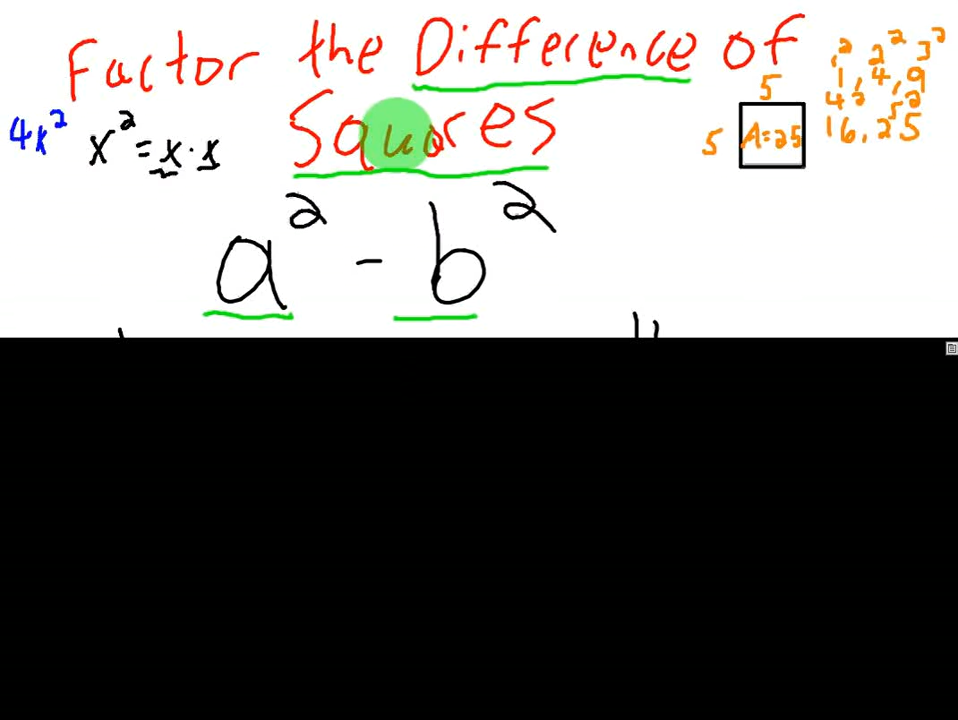 Factor the Difference of
Squares
4x² x² = x · x
a² - b²
5
5 A=25
1², 2², 3²
1, 4, 9
4² 5²
16, 25